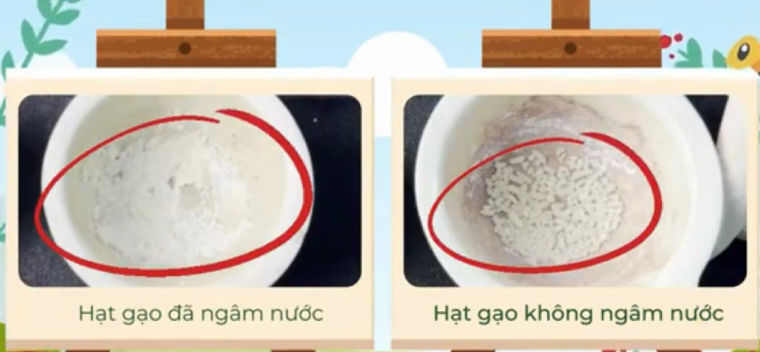 Hạt gạo đã ngâm nước
Hạt gạo không ngâm nước